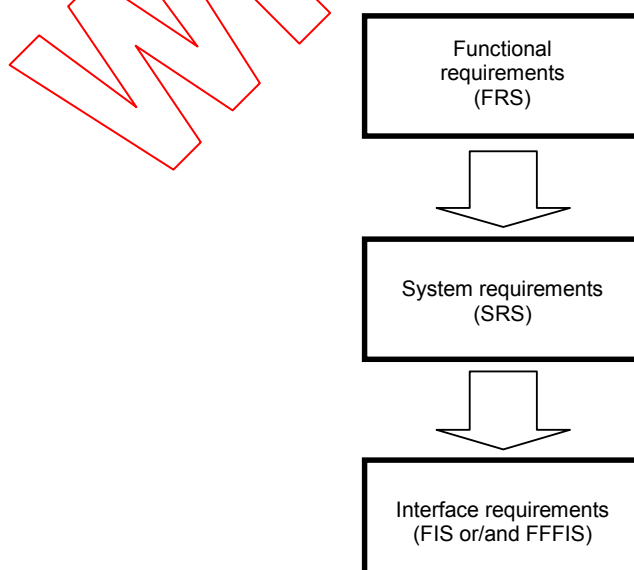 Functional
requirements
(FRS)
System requirements
(SRS)
Interface requirements
(FIS or/and FFFIS)